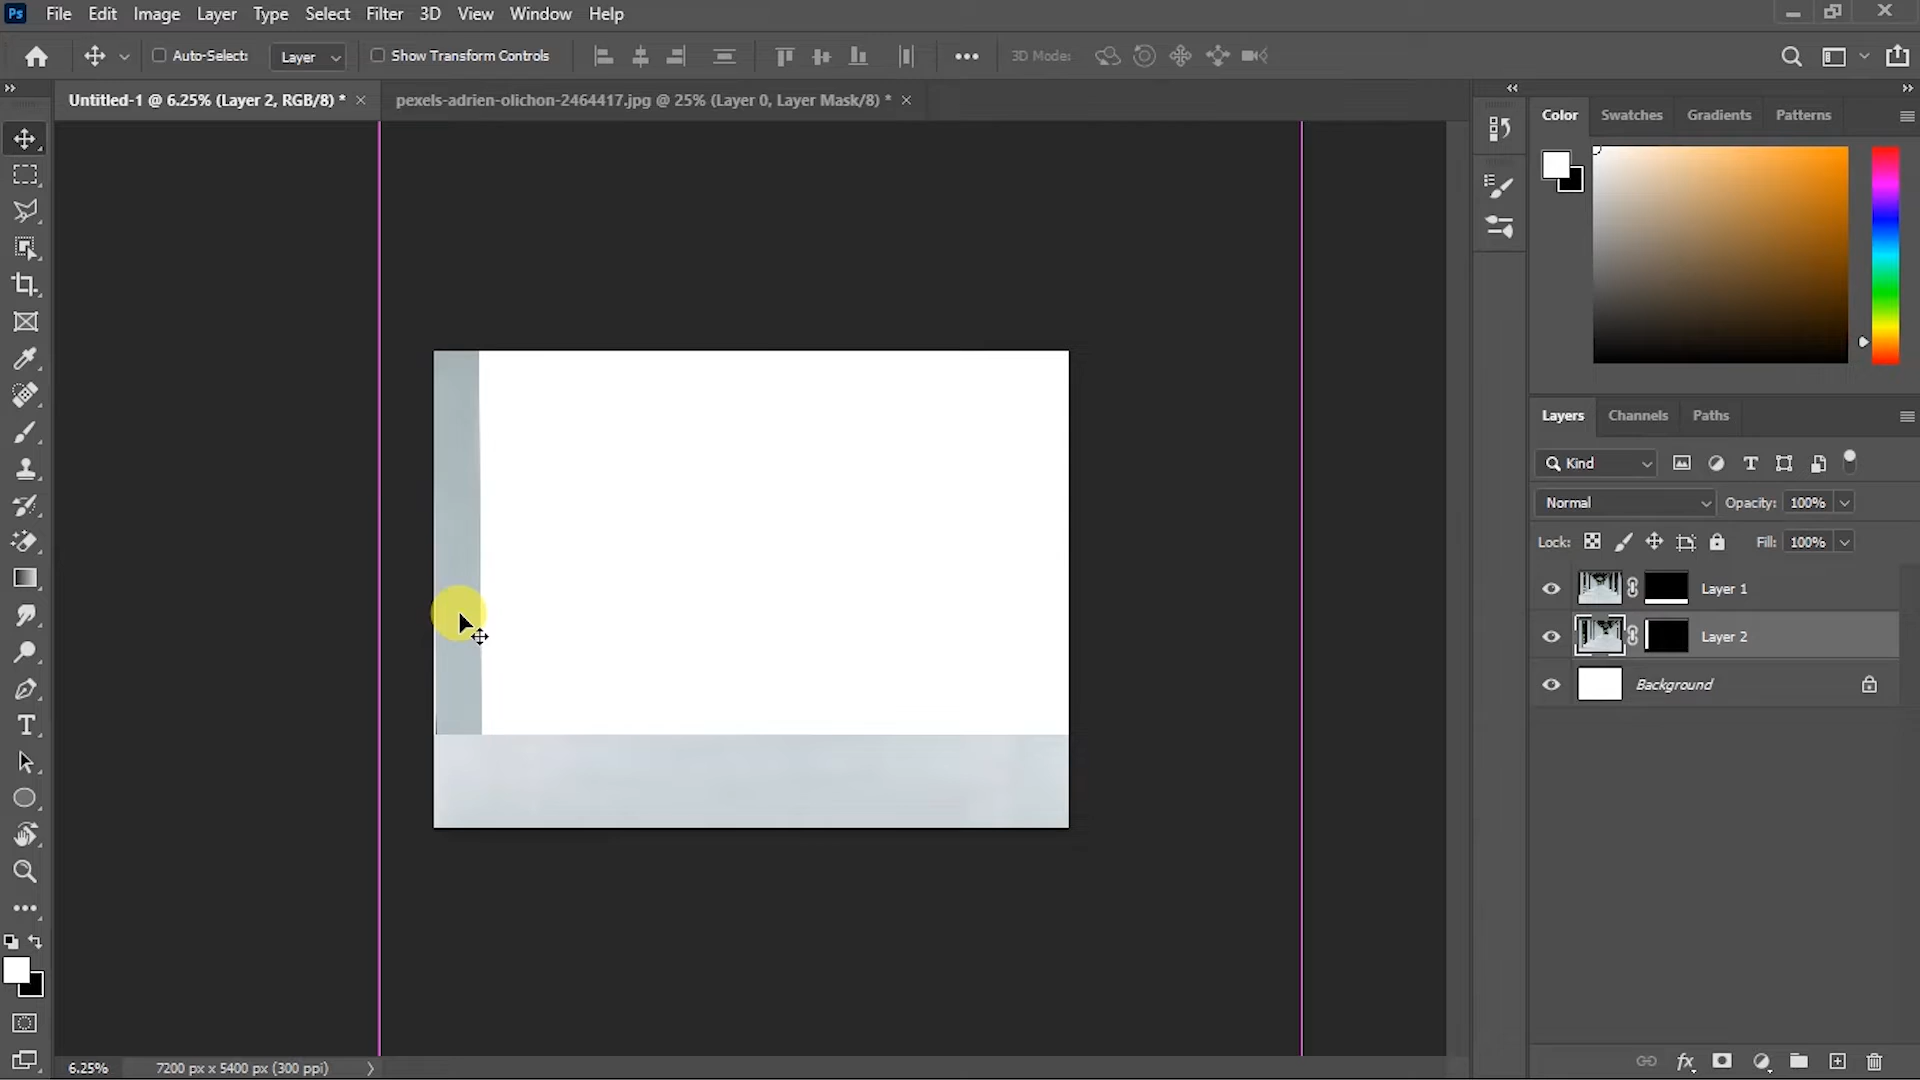 Ps File Edit Image Layer Type Select Filter 3D View Window Help
Auto-Select: Layer Show Transform Controls 3D Mode:
Untitled-1 @ 6.25% (Layer 2, RGB/8) * pexels-adrien-olichon-2464417.jpg @ 25% (Layer 0, Layer Mask/8) *
Color Swatches Gradients Patterns
Layers Channels Paths
Kind
Normal Opacity: 100%
Lock: Fill: 100%
Layer 1
Layer 2
Background
6.25% 7200 px x 5400 px (300 ppi)